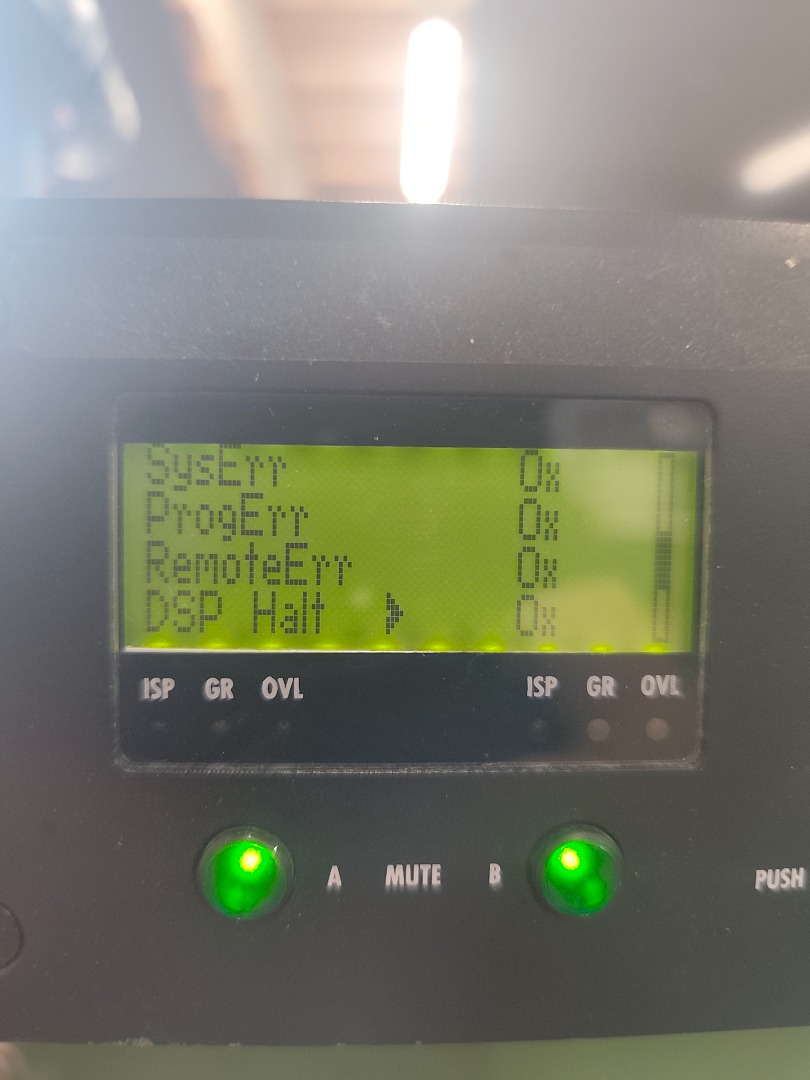 SysErr 0x
ProgErr 0x
RemoteErr 0x
DSP Halt 0x
ISP GR OVL ISP GR OVL
A MUTE B PUSH